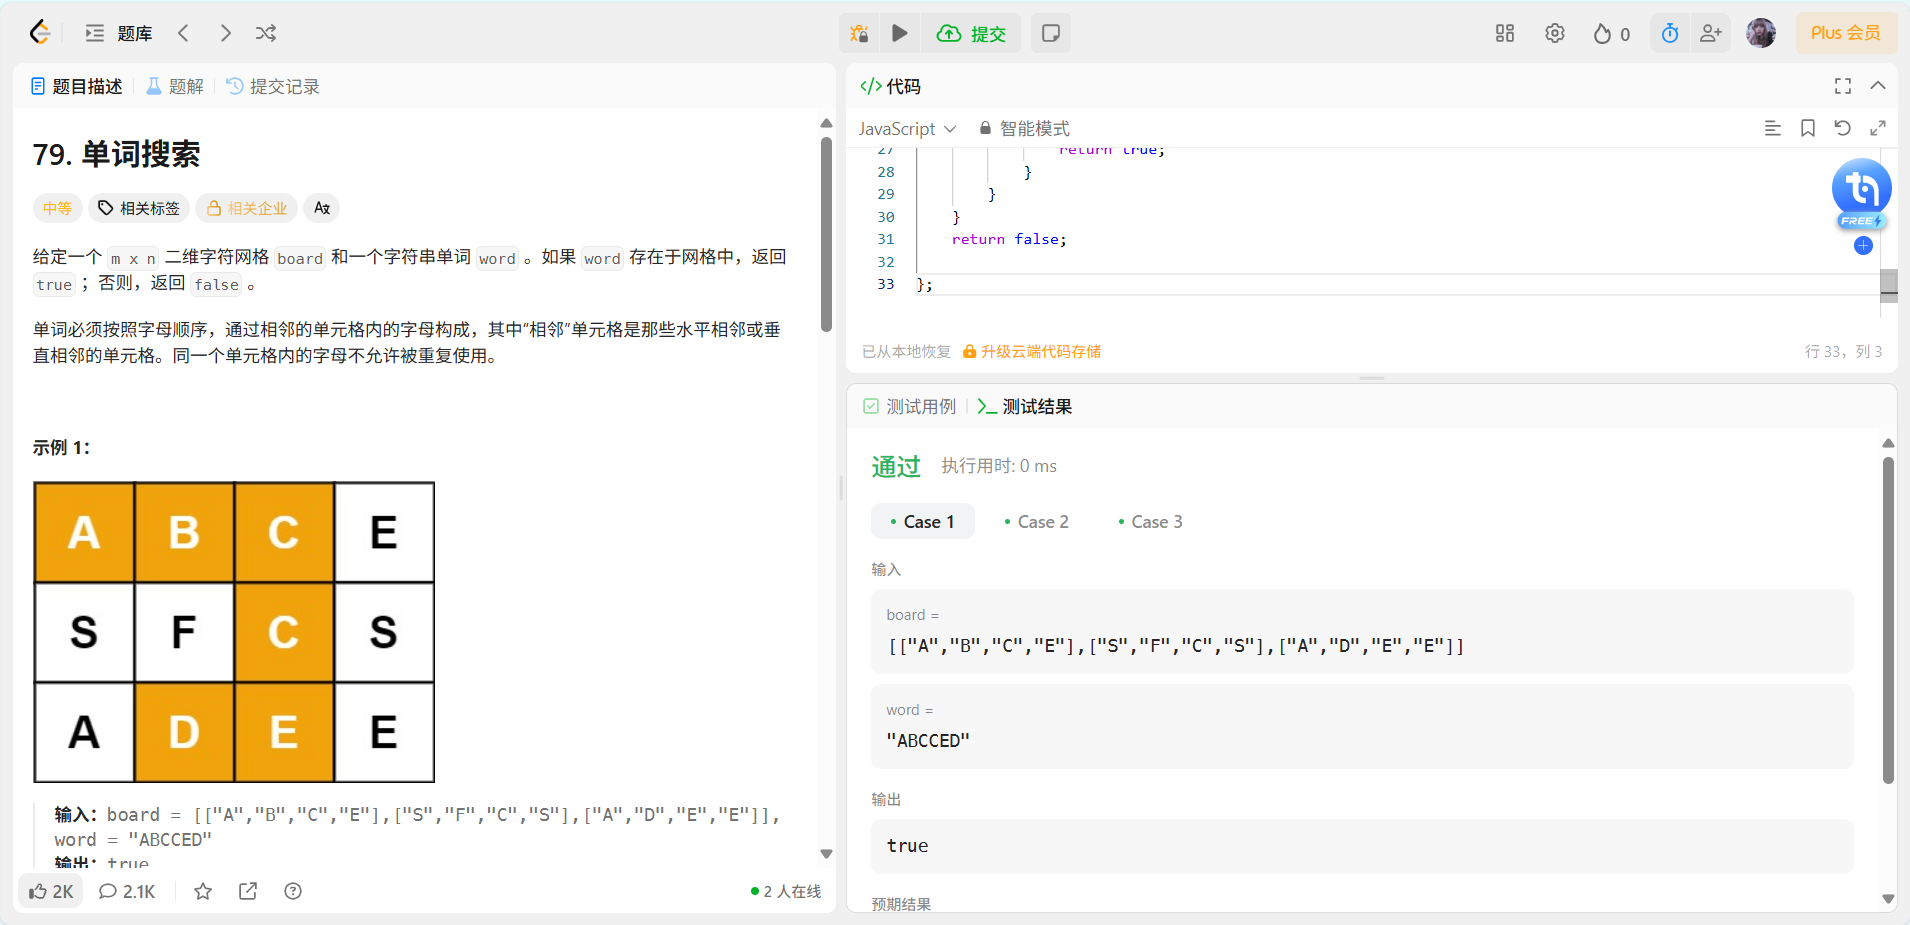 题库
提交
0
Plus 会员
题目描述
题解
提交记录
79. 单词搜索
中等
相关标签
相关企业
给定一个 m x n 二维字符网格 board 和一个字符串单词 word 。如果 word 存在于网格中，返回
true ；否则，返回 false 。
单词必须按照字母顺序，通过相邻的单元格内的字母构成，其中“相邻”单元格是那些水平相邻或垂
直相邻的单元格。同一个单元格内的字母不允许被重复使用。
示例 1：
A B C E
S F C S
A D E E
输入：board = [["A","B","C","E"],["S","F","C","S"],["A","D","E","E"]],
word = "ABCCED"
输出：true
2K
2.1K
2 人在线
代码
JavaScript
智能模式
27 return true;
28 }
29 }
30 }
31 return false;
32
33 };
FREE
已从本地恢复
升级云端代码存储
行 33，列 3
测试用例
测试结果
通过
执行用时: 0 ms
Case 1
Case 2
Case 3
输入
board =
[["A","B","C","E"],["S","F","C","S"],["A","D","E","E"]]
word =
"ABCCED"
输出
true
预期结果